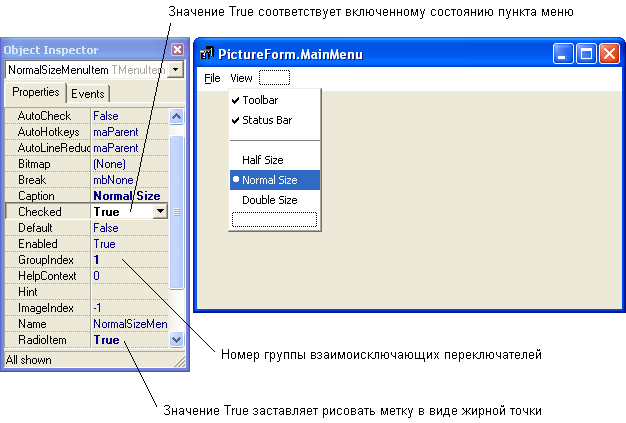 Значение True соответствует включенному состоянию пункта меню
Object Inspector
NormalSizeMenuItem TMenuItem
Properties Events
AutoCheck False
AutoHotkeys maParent
AutoLineReduc maParent
Bitmap (None)
Break mbNone
Caption Normal Size
Checked True
Default False
Enabled True
GroupIndex 1
HelpContext 0
Hint
ImageIndex -1
Name NormalSizeMen
RadioItem True
All shown
PictureForm.MainMenu
File View
Toolbar
Status Bar
Half Size
Normal Size
Double Size
Номер группы взаимоисключающих переключателей
Значение True заставляет рисовать метку в виде жирной точки